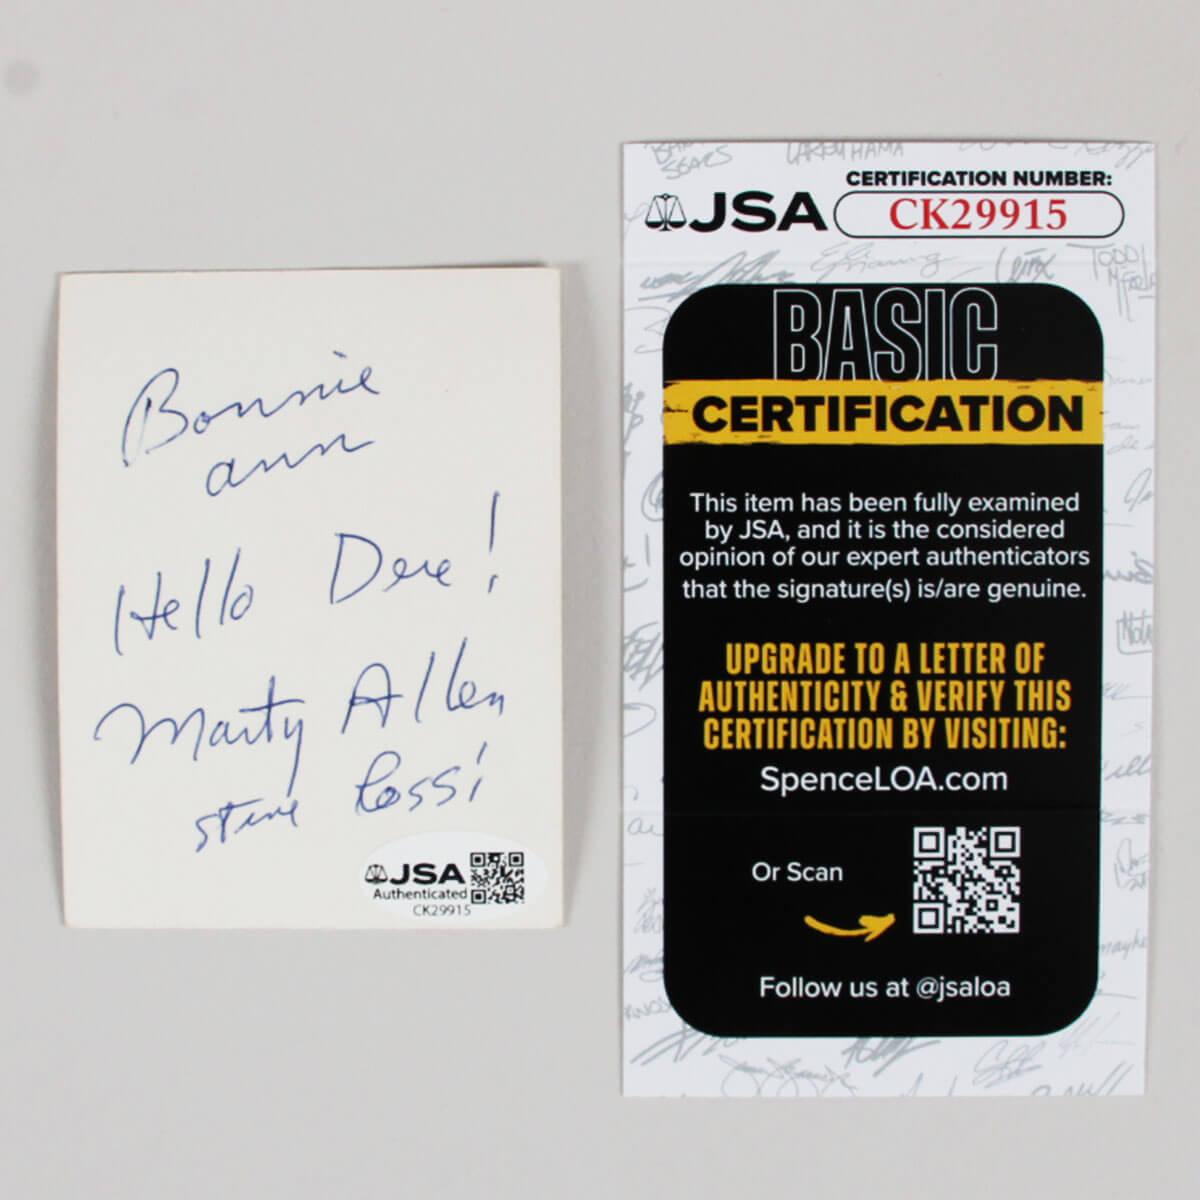 Bonnie
ann
Hello Dere!
Marty Allen
Steve Rossi
JSA
Authenticated
CK29915
JSA
CERTIFICATION NUMBER:
CK29915
BASIC
CERTIFICATION
This item has been fully examined
by JSA, and it is the considered
opinion of our expert authenticators
that the signature(s) is/are genuine.
UPGRADE TO A LETTER OF
AUTHENTICITY & VERIFY THIS
CERTIFICATION BY VISITING:
SpenceLOA.com
Or Scan
Follow us at @jsaloa